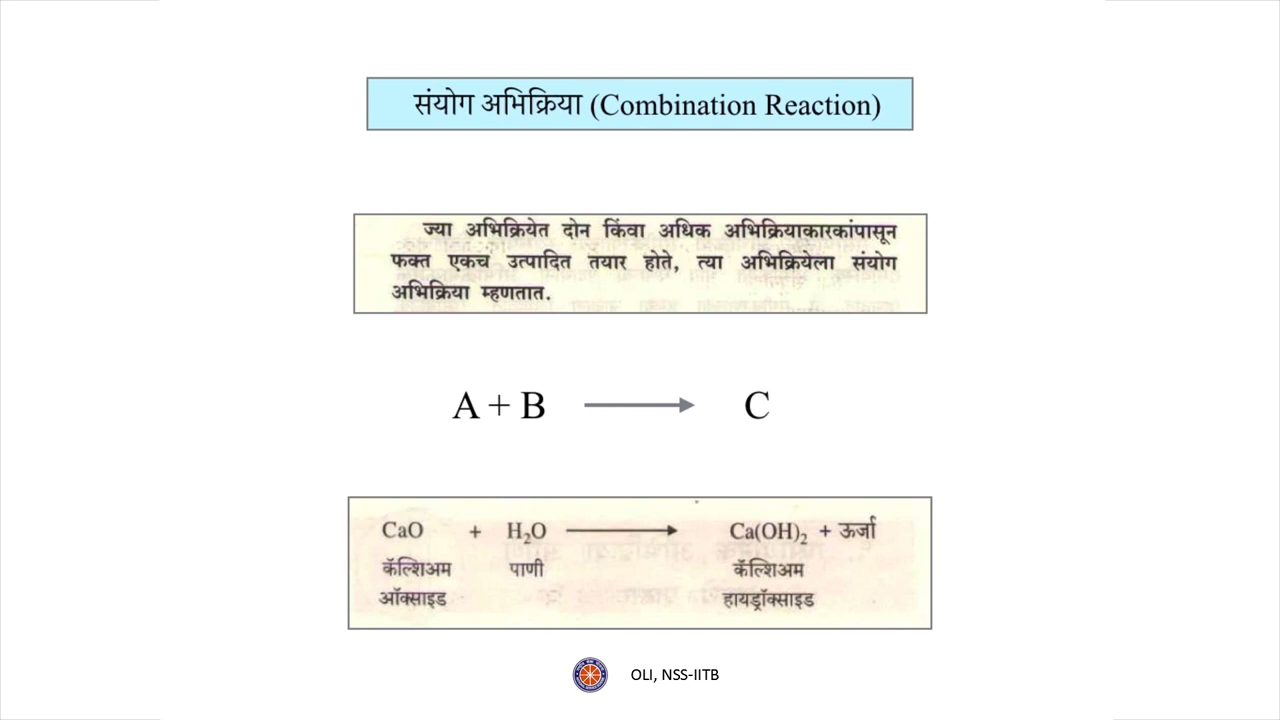 संयोग अभिक्रिया (Combination Reaction)
ज्या अभिक्रियेत दोन किंवा अधिक अभिक्रियाकारकांपासून
फक्त एकच उत्पादित तयार होते, त्या अभिक्रियेला संयोग
अभिक्रिया म्हणतात.
A + B ⟶ C
CaO + H₂O ⟶ Ca(OH)₂ + ऊर्जा
कॅल्शिअम पाणी कॅल्शिअम
ऑक्साइड हायड्रॉक्साइड
OLI, NSS-IITB